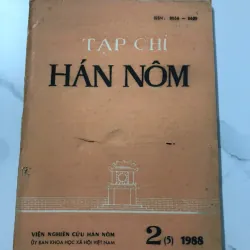 TẠP CHÍ
HÁN NÔM
VIỆN NGHIÊN CỨU HÁN NÔM
ỦY BAN KHOA HỌC XÃ HỘI VIỆT NAM
2 (5) 1988